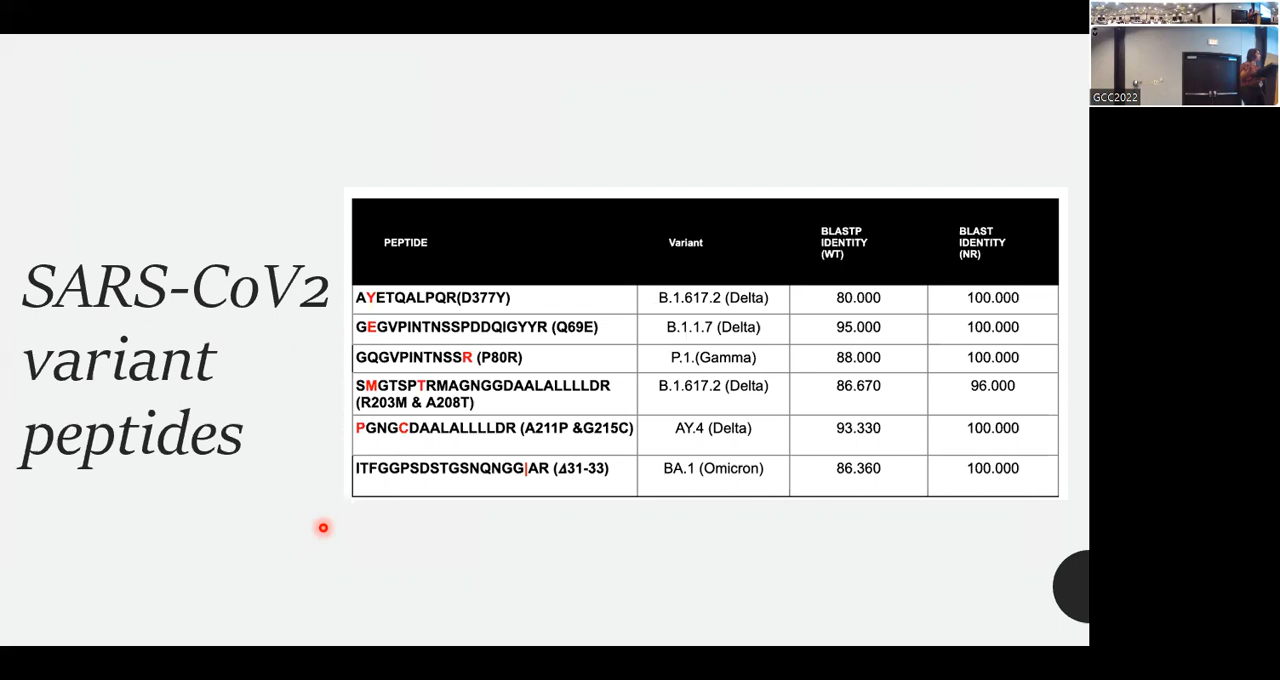 SARS-CoV2
variant
peptides
PEPTIDE Variant BLASTP IDENTITY (WT) BLAST IDENTITY (NR)
AYETQALPQR(D377Y) B.1.617.2 (Delta) 80.000 100.000
GEGVPINTNSSPDDQIGYYR (Q69E) B.1.1.7 (Delta) 95.000 100.000
GQGVPINTNSSR (P80R) P.1.(Gamma) 88.000 100.000
SMGTSPTRMAGNGGDAALALLLLDR B.1.617.2 (Delta) 86.670 96.000
(R203M & A208T)
PGNGCDAALALLLLDR (A211P &G215C) AY.4 (Delta) 93.330 100.000
ITFGGPSDSTGSNQNGG|AR (Δ31-33) BA.1 (Omicron) 86.360 100.000
GCC2022